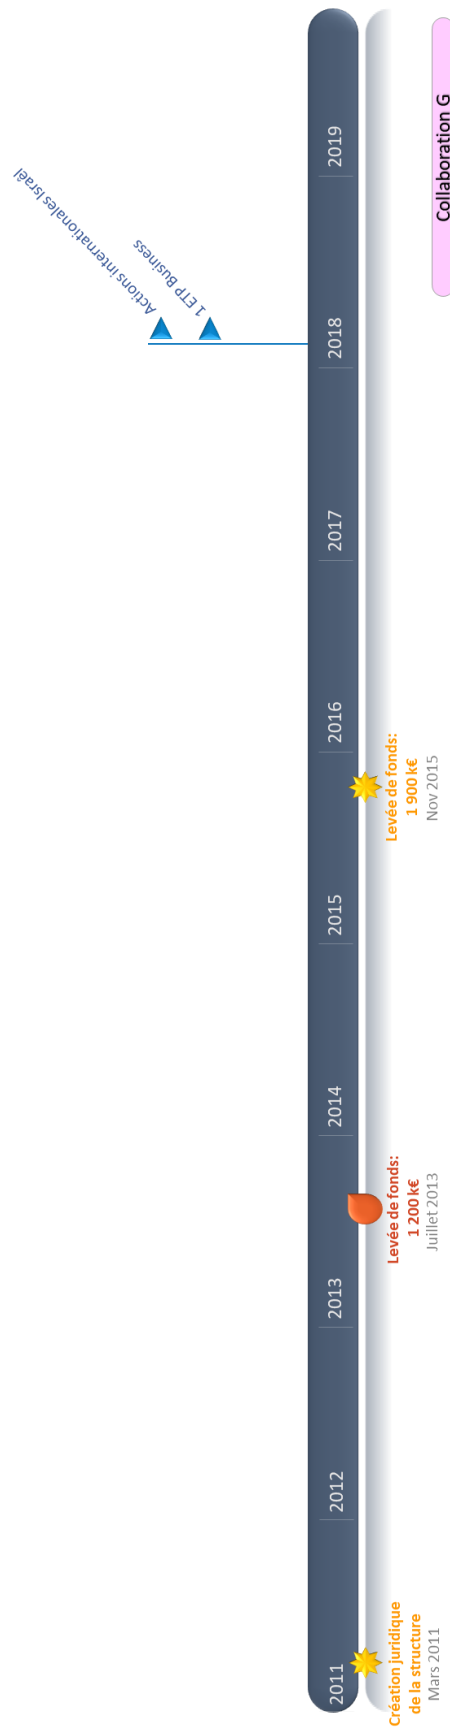 Actions internationales Israël
1 ETP Business
2011
2012
2013
2014
2015
2016
2017
2018
2019
Création juridique
de la structure
Mars 2011
Levée de fonds:
1 200 k€
Juillet 2013
Levée de fonds:
1 900 k€
Nov 2015
Collaboration G